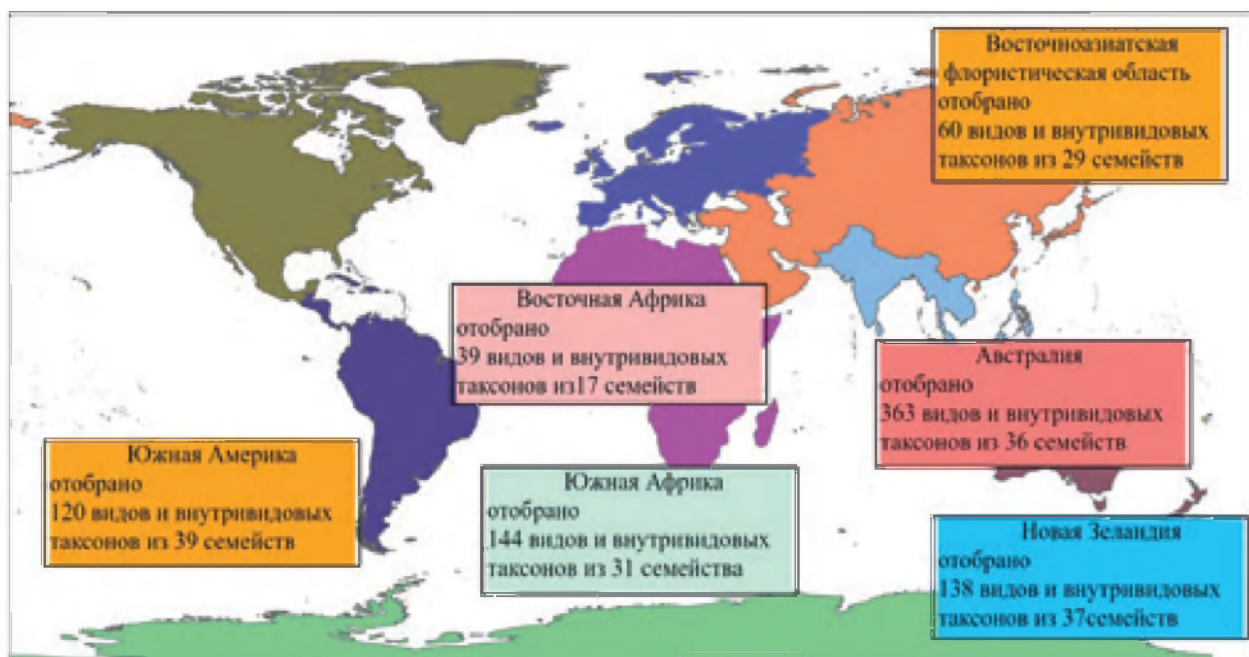 Восточноазиатская
флористическая область
отобрано
60 видов и внутривидовых
таксонов из 29 семейств
Восточная Африка
отобрано
39 видов и внутривидовых
таксонов из17 семейств
Австралия
отобрано
363 видов и внутривидовых
таксонов из 36 семейств
Южная Америка
отобрано
120 видов и внутривидовых
таксонов из 39 семейств
Южная Африка
отобрано
144 видов и внутривидовых
таксонов из 31 семейства
Новая Зеландия
отобрано
138 видов и внутривидовых
таксонов из 37семейств